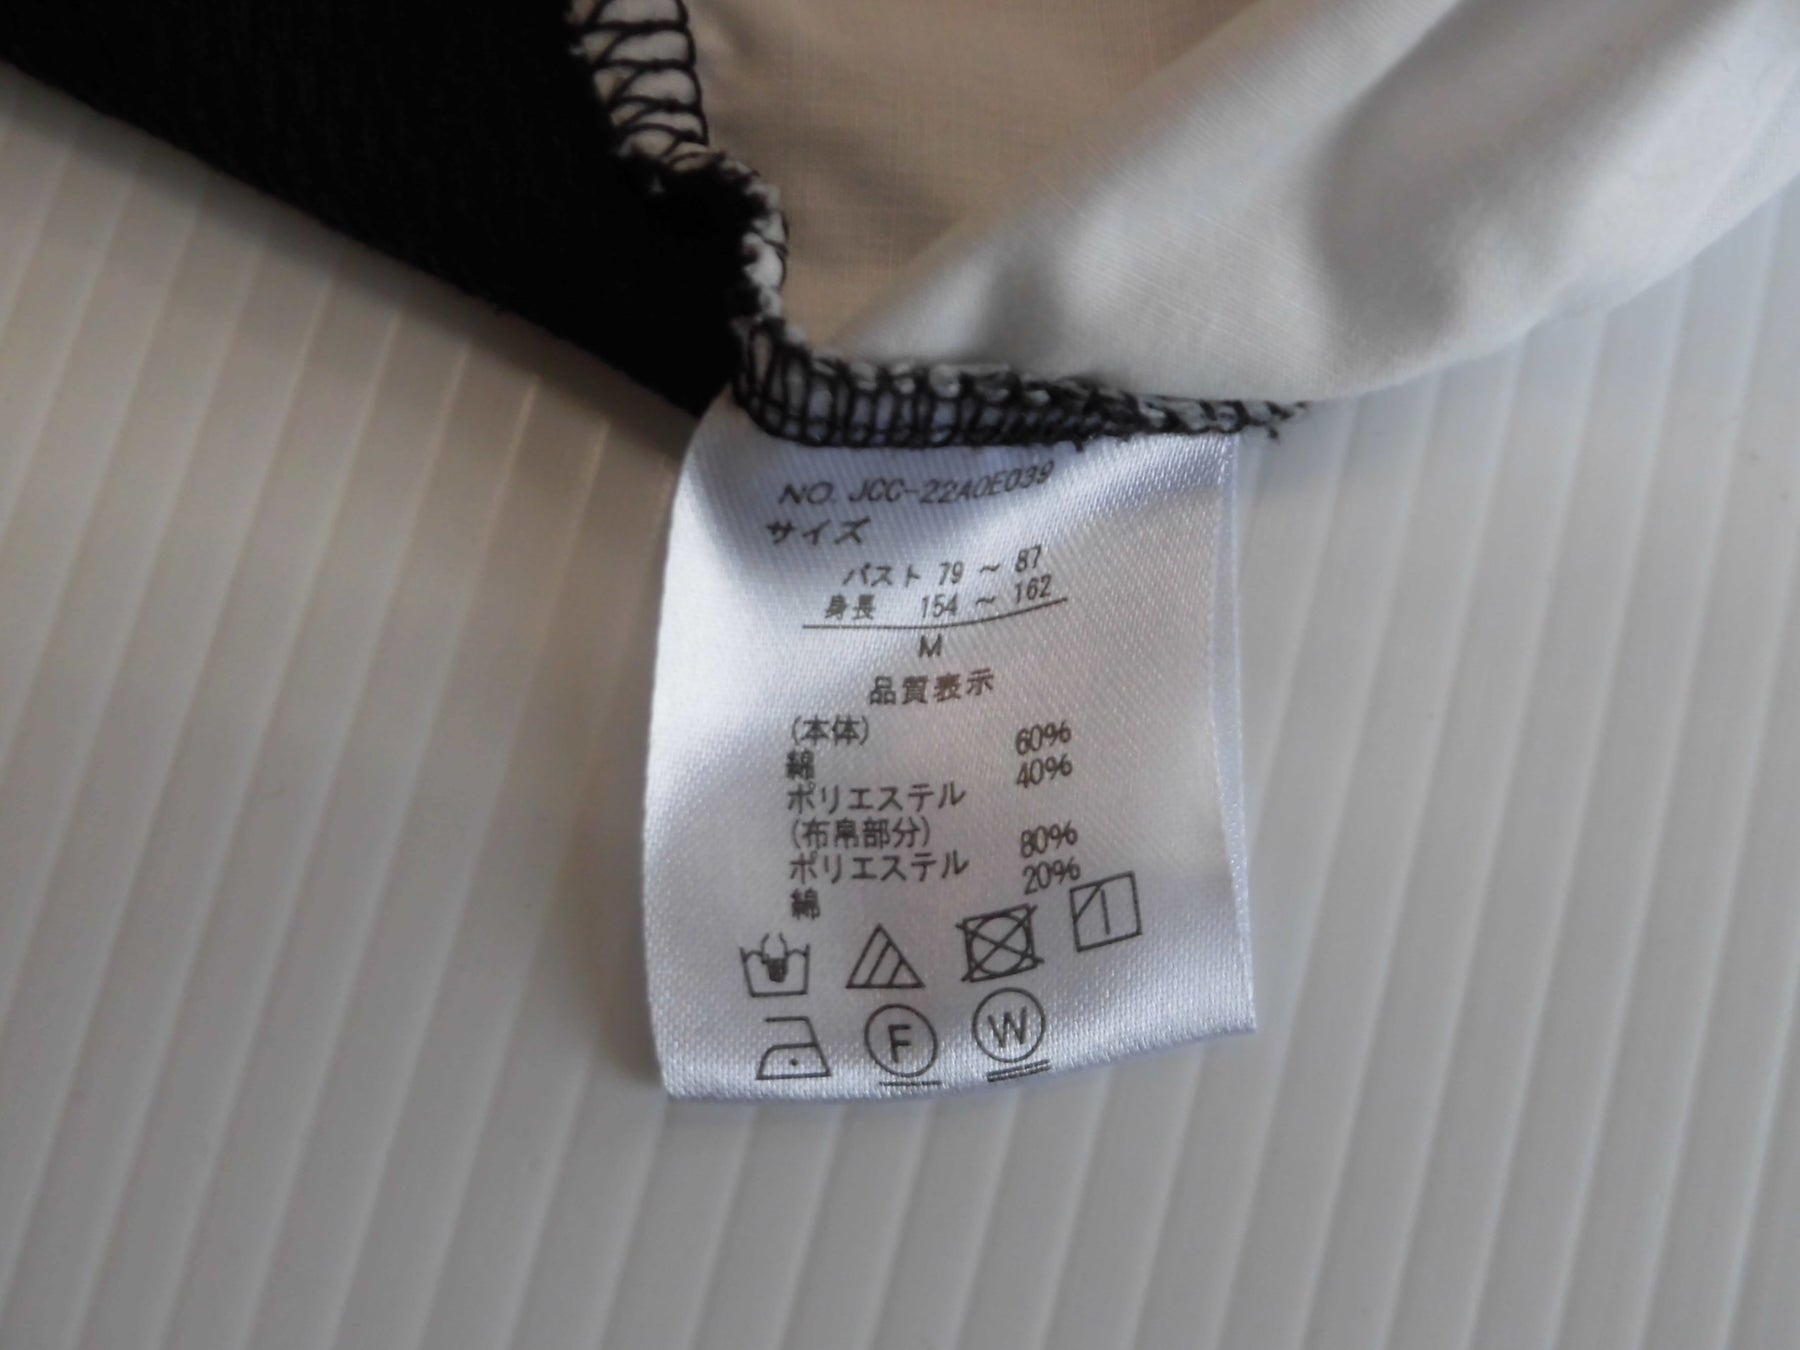 NO. JCC-22A0E039
サイズ
バスト 79 ～ 87
身長 154 ～ 162
M
品質表示
(本体)
綿 60%
ポリエステル 40%
(布帛部分)
ポリエステル 80%
綿 20%
F W